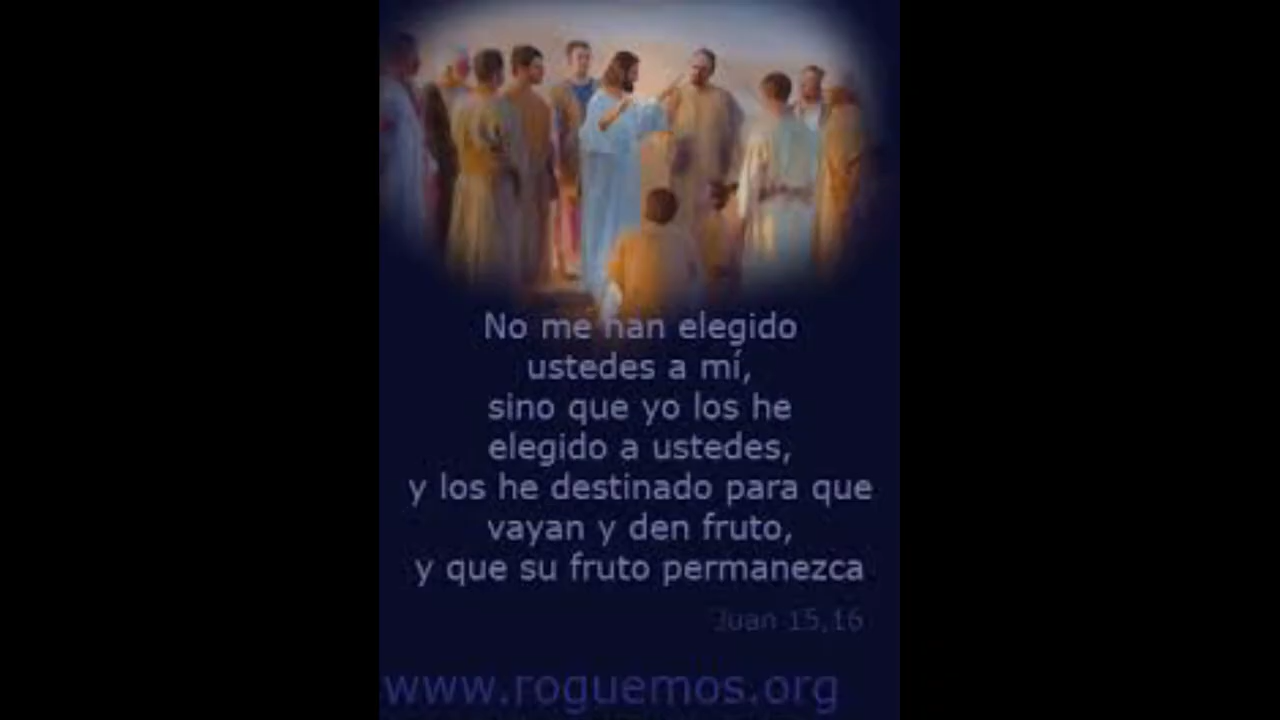 No me han elegido
ustedes a mí,
sino que yo los he
elegido a ustedes,
y los he destinado para que
vayan y den fruto,
y que su fruto permanezca
Juan 15,16
www.roguemos.org